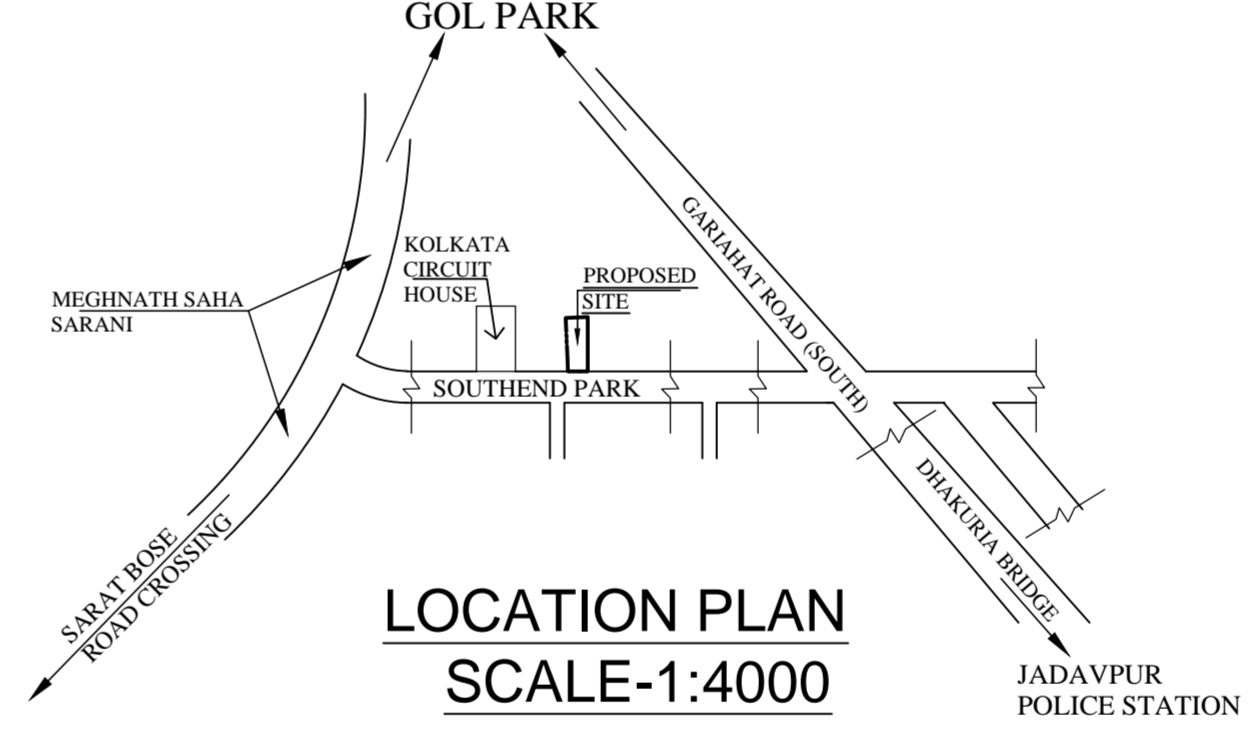 GOL PARK
GARIAHAT ROAD (SOUTH)
KOLKATA
CIRCUIT
HOUSE
PROPOSED
SITE
MEGHNATH SAHA
SARANI
SOUTHEND PARK
DHAKURIA BRIDGE
SARAT BOSE
ROAD CROSSING
LOCATION PLAN
SCALE-1:4000
JADAVPUR
POLICE STATION